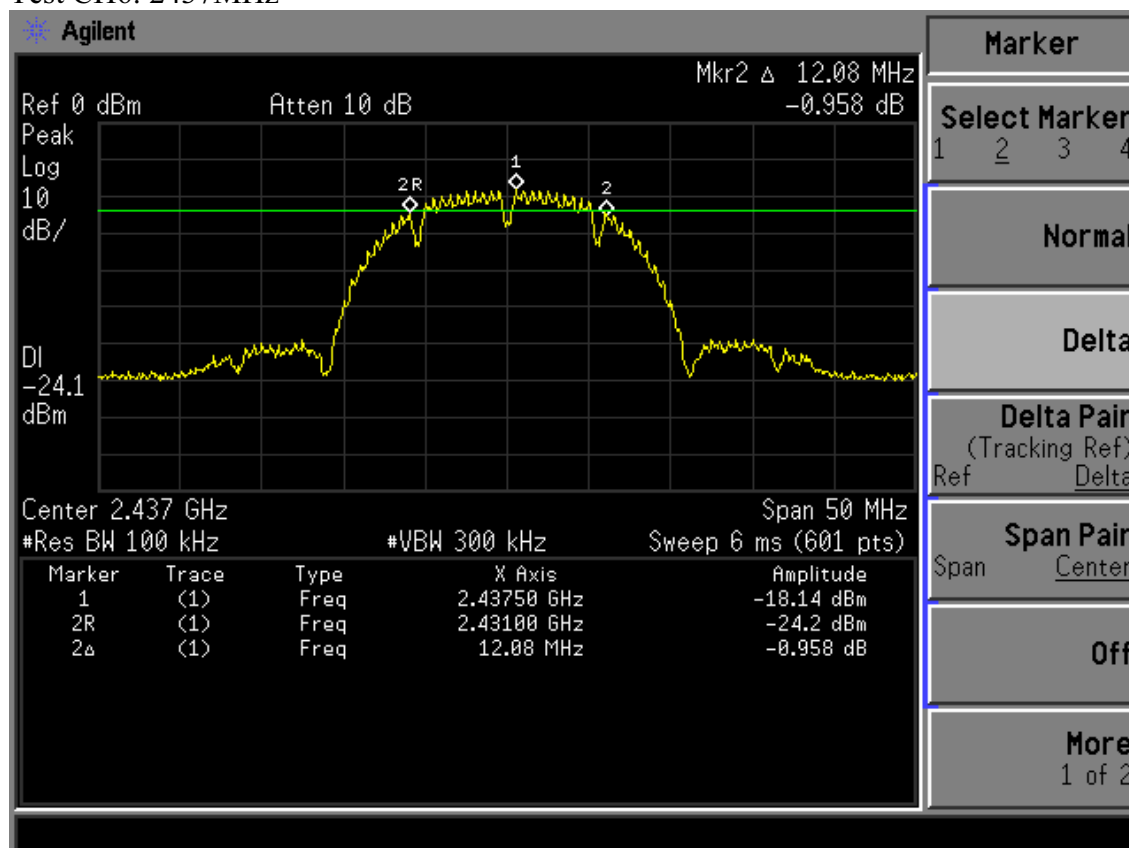 Test CH6: 2437MHz
Agilent
Mkr2 Δ 12.08 MHz
Ref 0 dBm Atten 10 dB -0.958 dB
Peak
Log
10
dB/
2R
1
2
DI
-24.1
dBm
Center 2.437 GHz Span 50 MHz
#Res BW 100 kHz #VBW 300 kHz Sweep 6 ms (601 pts)
Marker Trace Type X Axis Amplitude
1 (1) Freq 2.43750 GHz -18.14 dBm
2R (1) Freq 2.43100 GHz -24.2 dBm
2Δ (1) Freq 12.08 MHz -0.958 dB
Marker
Select Marker
1 2 3 4
Normal
Delta
Delta Pair
(Tracking Ref)
Ref Delta
Span Pair
Span Center
Off
More
1 of 2